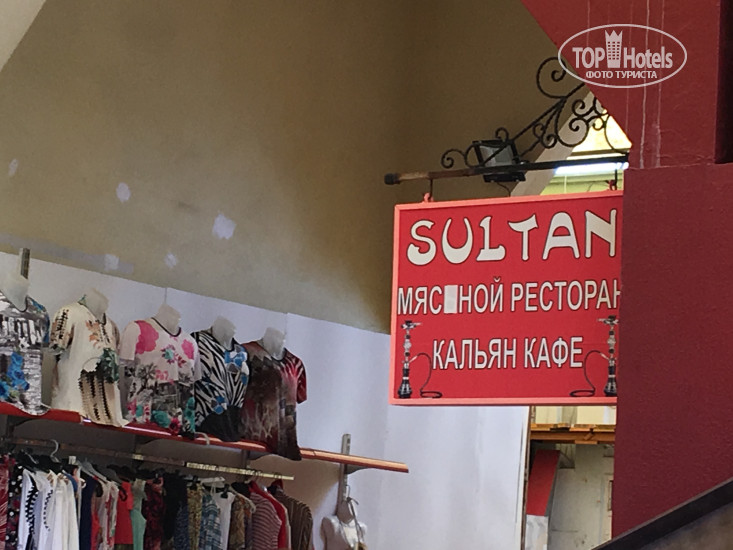 TOP Hotels
ФОТО ТУРИСТА
SULTAN
МЯС НОЙ РЕСТОРАН
КАЛЬЯН КАФЕ